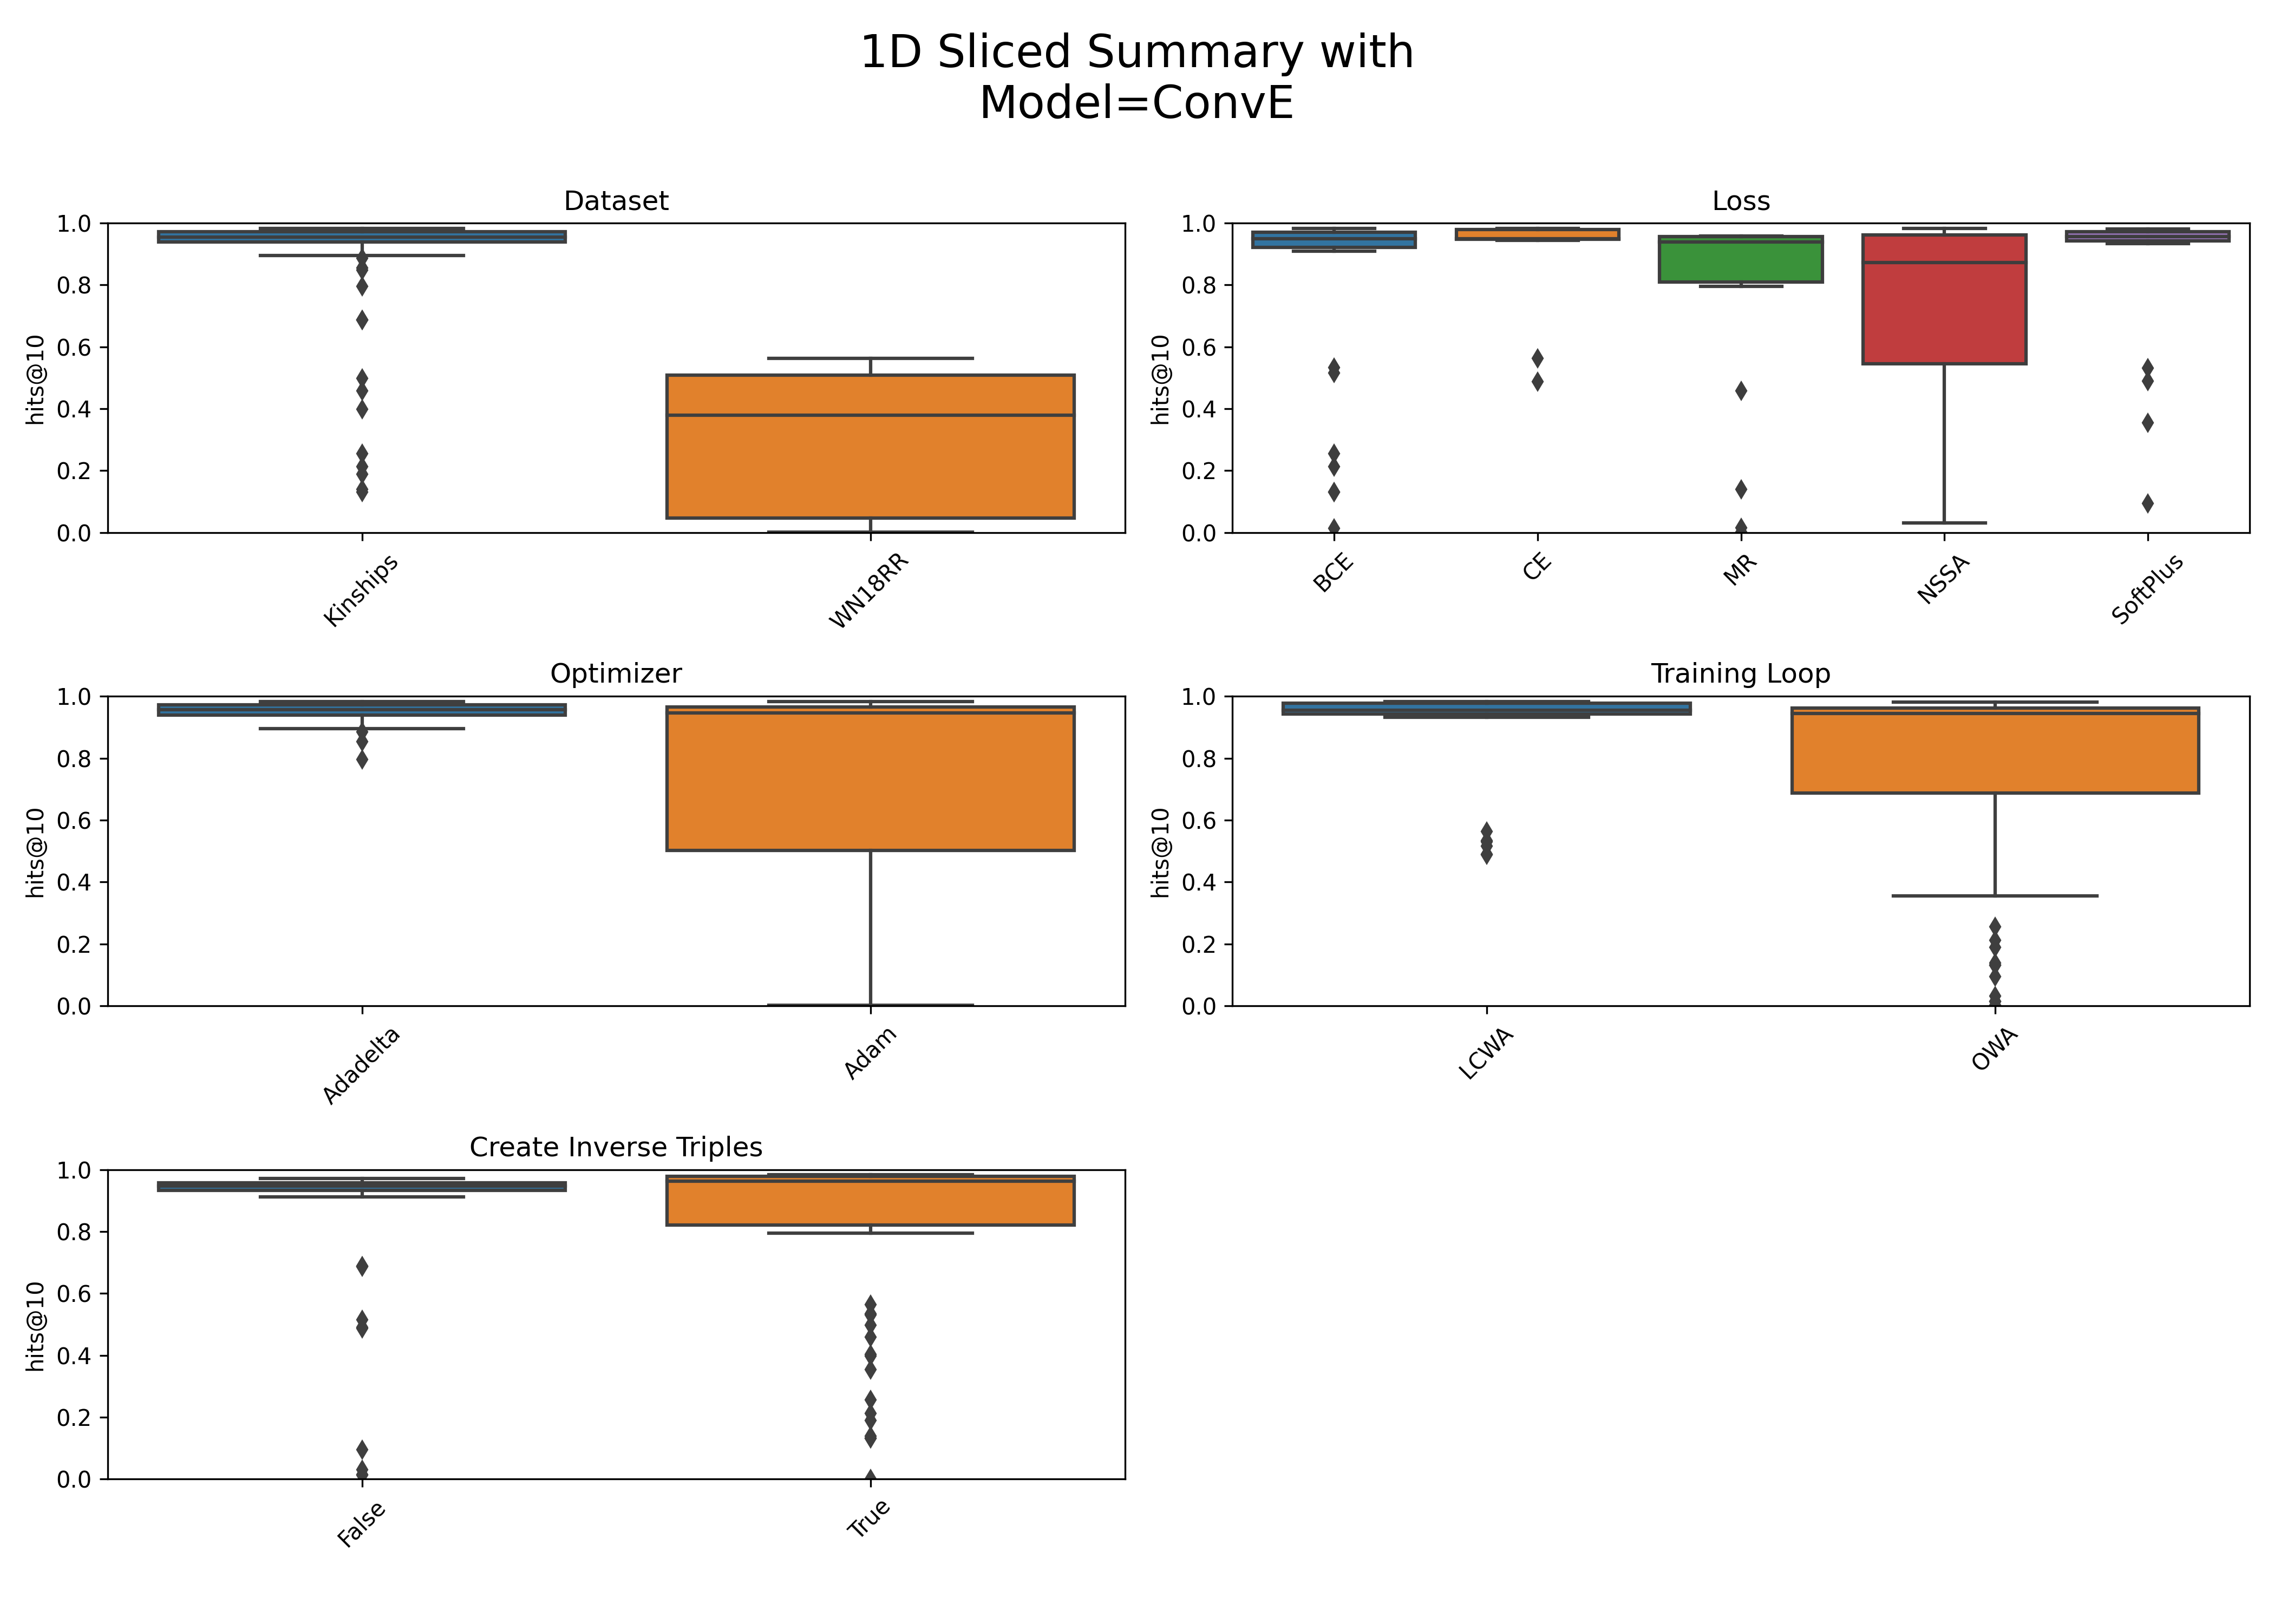 1D Sliced Summary with
Model=ConvE
Dataset
hits@10
1.0
0.8
0.6
0.4
0.2
0.0
Kinships
WN18RR
Loss
hits@10
1.0
0.8
0.6
0.4
0.2
0.0
BCE
CE
MR
NSSA
SoftPlus
Optimizer
hits@10
1.0
0.8
0.6
0.4
0.2
0.0
Adadelta
Adam
Training Loop
hits@10
1.0
0.8
0.6
0.4
0.2
0.0
LCWA
OWA
Create Inverse Triples
hits@10
1.0
0.8
0.6
0.4
0.2
0.0
False
True